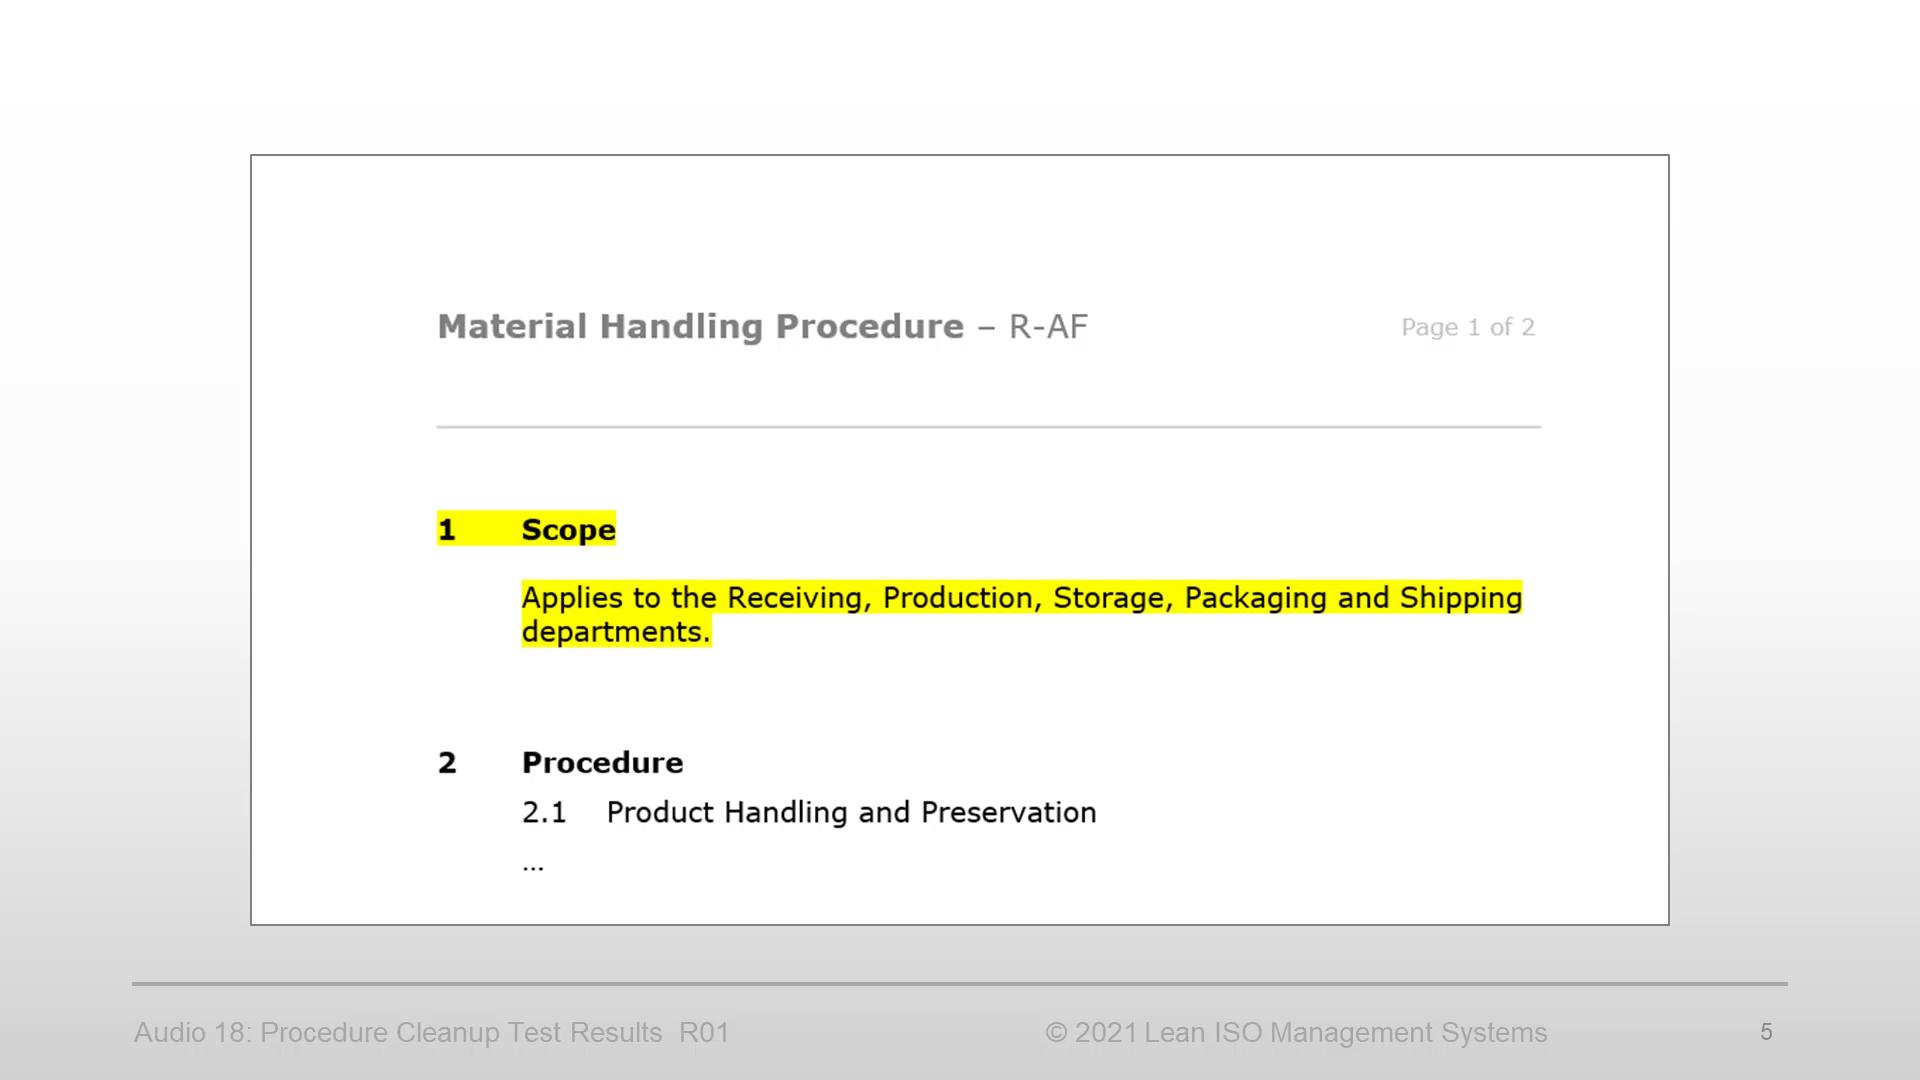 Material Handling Procedure – R-AF Page 1 of 2
1 Scope
Applies to the Receiving, Production, Storage, Packaging and Shipping
departments.
2 Procedure
2.1 Product Handling and Preservation
...
Audio 18: Procedure Cleanup Test Results R01 © 2021 Lean ISO Management Systems 5